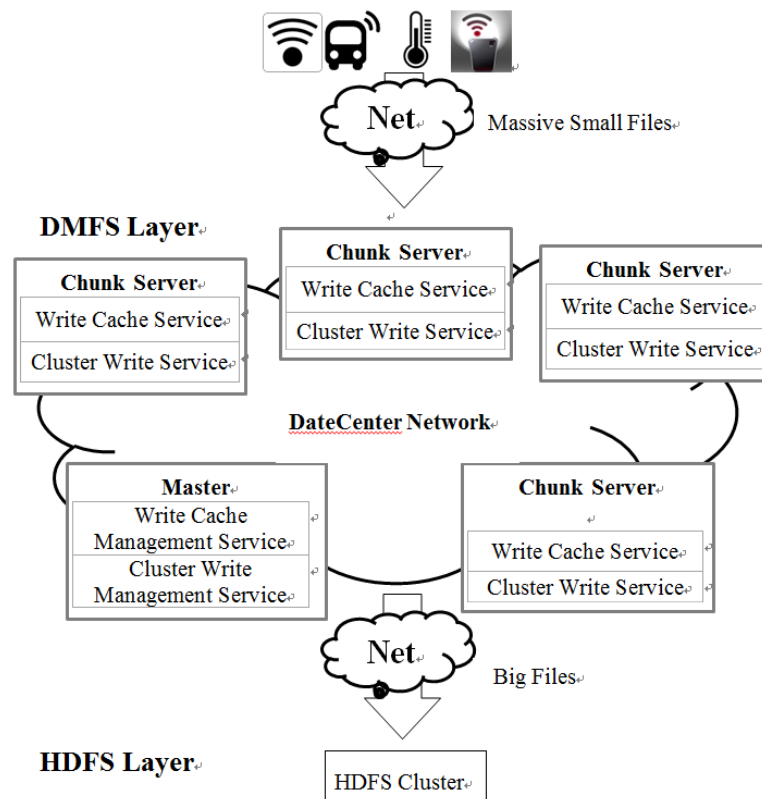 Net
Massive Small Files
DMFS Layer
Chunk Server
Write Cache Service
Cluster Write Service
Chunk Server
Write Cache Service
Cluster Write Service
Chunk Server
Write Cache Service
Cluster Write Service
DateCenter Network
Master
Write Cache
Management Service
Cluster Write
Management Service
Chunk Server
Write Cache Service
Cluster Write Service
Net
Big Files
HDFS Layer
HDFS Cluster